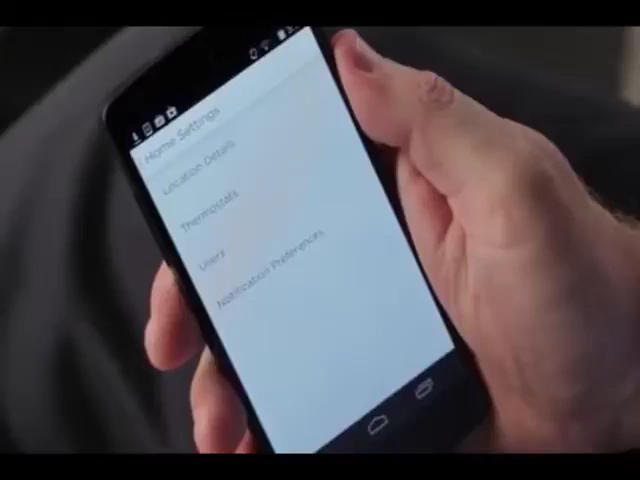 Home Settings
Location Details
Thermostats
Users
Notification Preferences